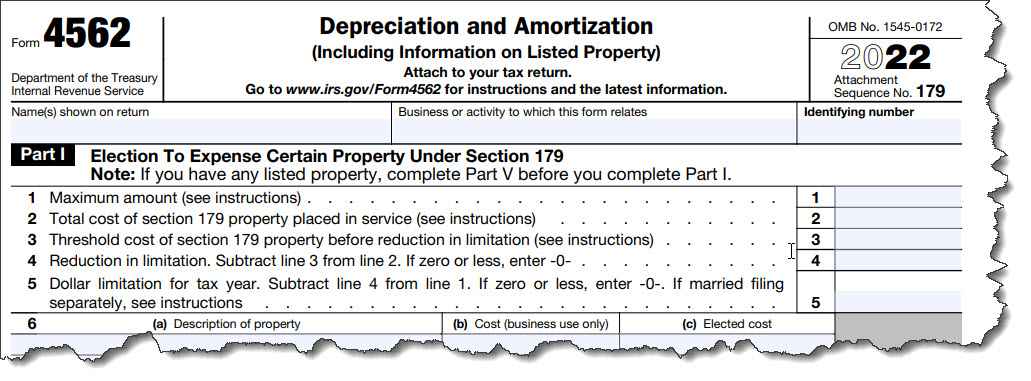 Form 4562
Department of the Treasury
Internal Revenue Service
Depreciation and Amortization
(Including Information on Listed Property)
Attach to your tax return.
Go to www.irs.gov/Form4562 for instructions and the latest information.
OMB No. 1545-0172
2022
Attachment
Sequence No. 179
Name(s) shown on return
Business or activity to which this form relates
Identifying number
Part I Election To Expense Certain Property Under Section 179
Note: If you have any listed property, complete Part V before you complete Part I.
1 Maximum amount (see instructions) . . . . . . . . . . . . . . . . . . . . . . . 1
2 Total cost of section 179 property placed in service (see instructions) . . . . . . . . . . . 2
3 Threshold cost of section 179 property before reduction in limitation (see instructions) . . . . . . 3
4 Reduction in limitation. Subtract line 3 from line 2. If zero or less, enter -0- . . . . . . . . . . 4
5 Dollar limitation for tax year. Subtract line 4 from line 1. If zero or less, enter -0-. If married filing
separately, see instructions . . . . . . . . . . . . . . . . . . . . . . . . . 5
6 (a) Description of property (b) Cost (business use only) (c) Elected cost